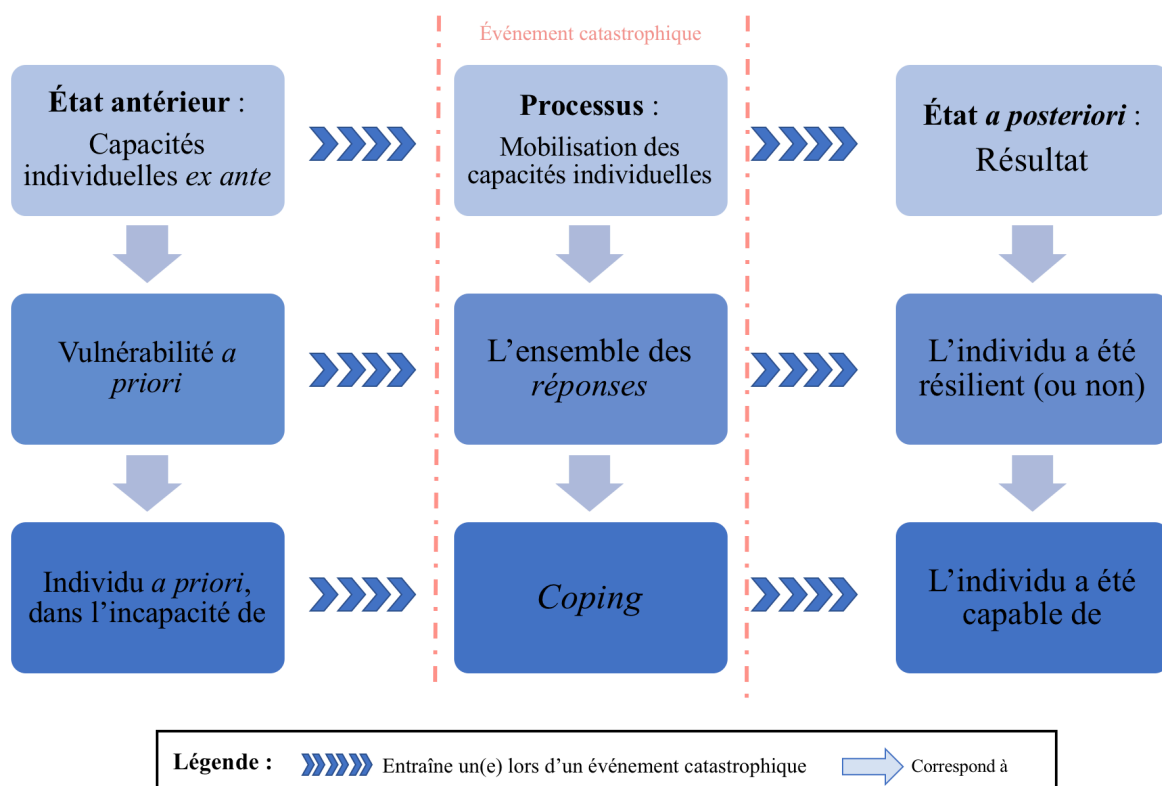 Événement catastrophique
État antérieur :
Capacités
individuelles ex ante
Processus :
Mobilisation des
capacités individuelles
État a posteriori :
Résultat
Vulnérabilité a
priori
L’ensemble des
réponses
L’individu a été
résilient (ou non)
Individu a priori,
dans l’incapacité de
Coping
L’individu a été
capable de
Légende :
Entraîne un(e) lors d’un événement catastrophique
Correspond à